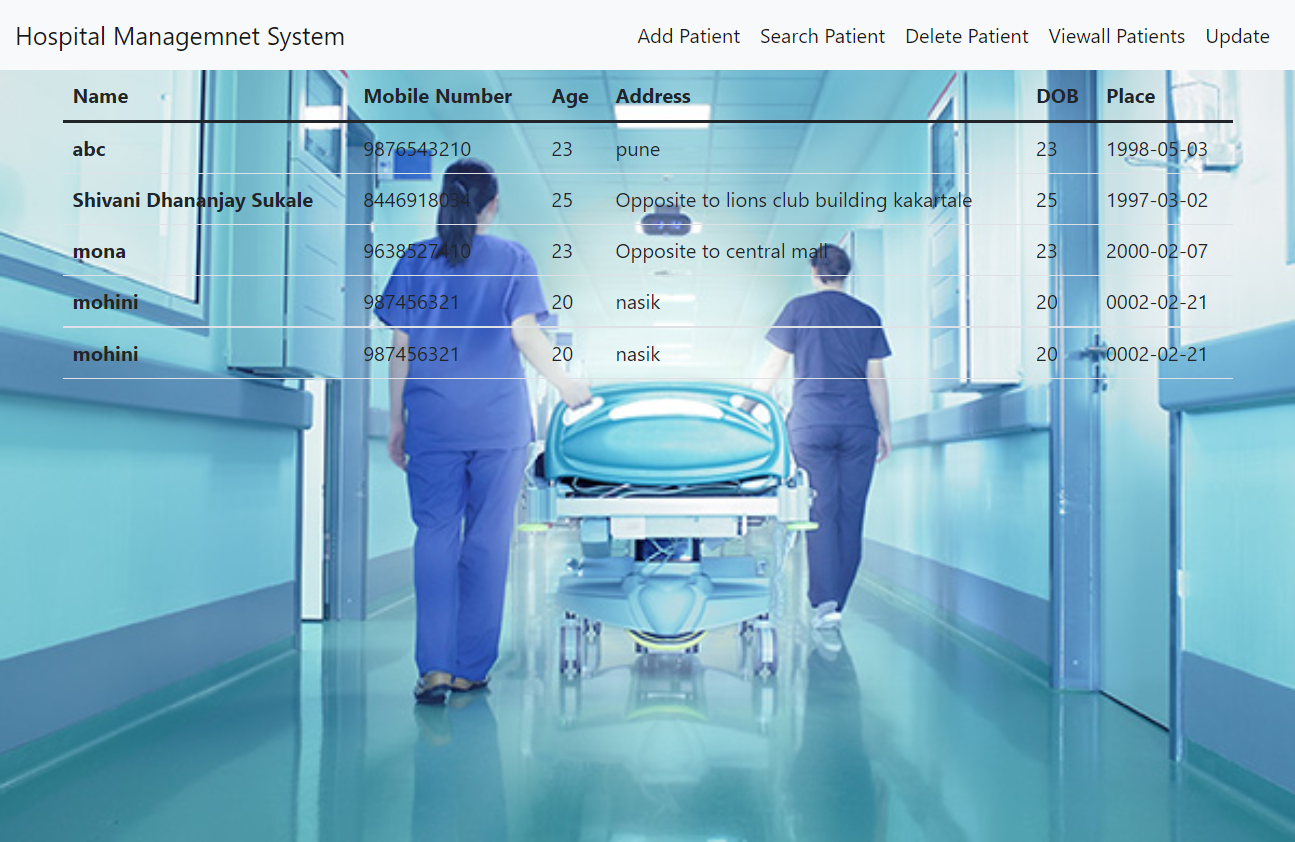 Hospital Managemnet System Add Patient Search Patient Delete Patient Viewall Patients Update
Name Mobile Number Age Address DOB Place
abc 9876543210 23 pune 23 1998-05-03
Shivani Dhananjay Sukale 8446918034 25 Opposite to lions club building kakartale 25 1997-03-02
mona 9638527410 23 Opposite to central mall 23 2000-02-07
mohini 987456321 20 nasik 20 0002-02-21
mohini 987456321 20 nasik 20 0002-02-21